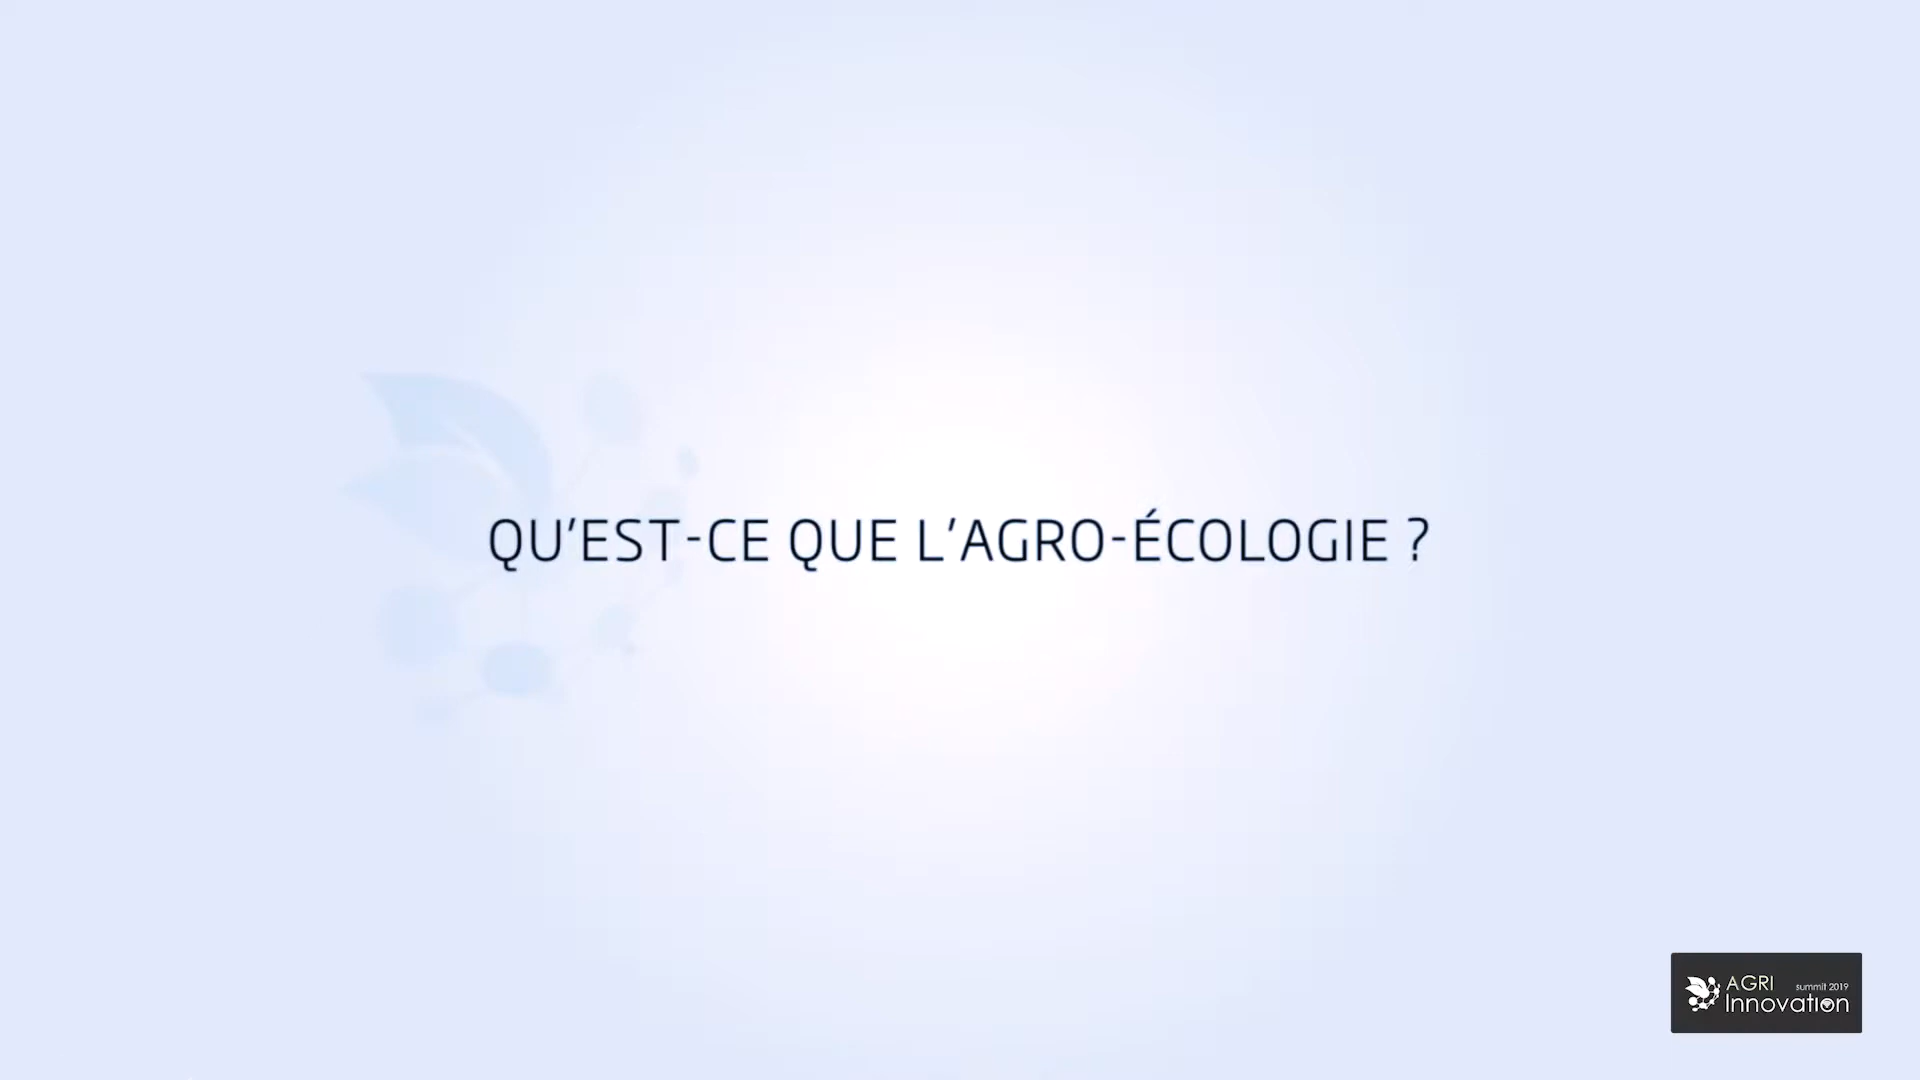 QU’EST-CE QUE L’AGRO-ÉCOLOGIE ?
AGRI summit 2019
Innovation